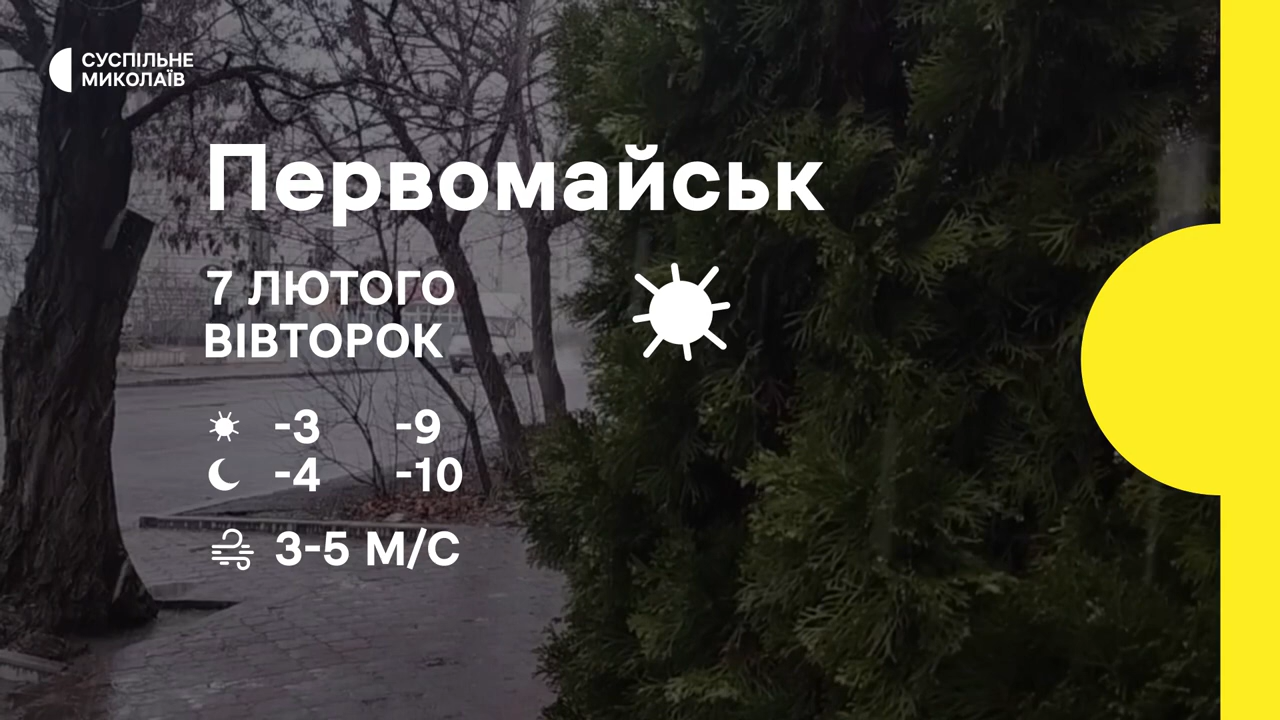 СУСПІЛЬНЕ
МИКОЛАЇВ
Первомайськ
7 ЛЮТОГО
ВІВТОРОК
-3 -9
-4 -10
3-5 М/С